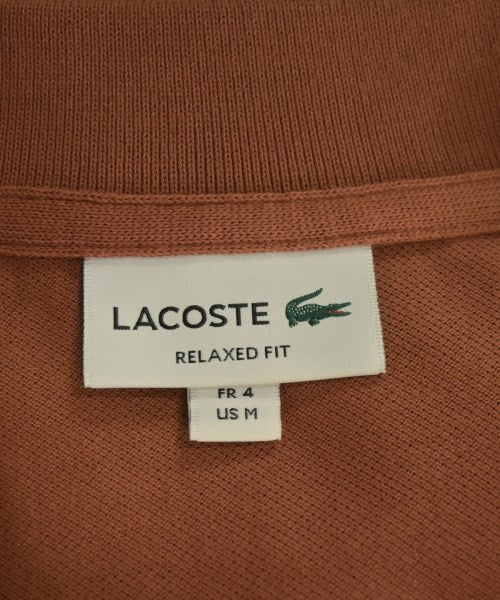 LACOSTE
RELAXED FIT
FR 4
US M